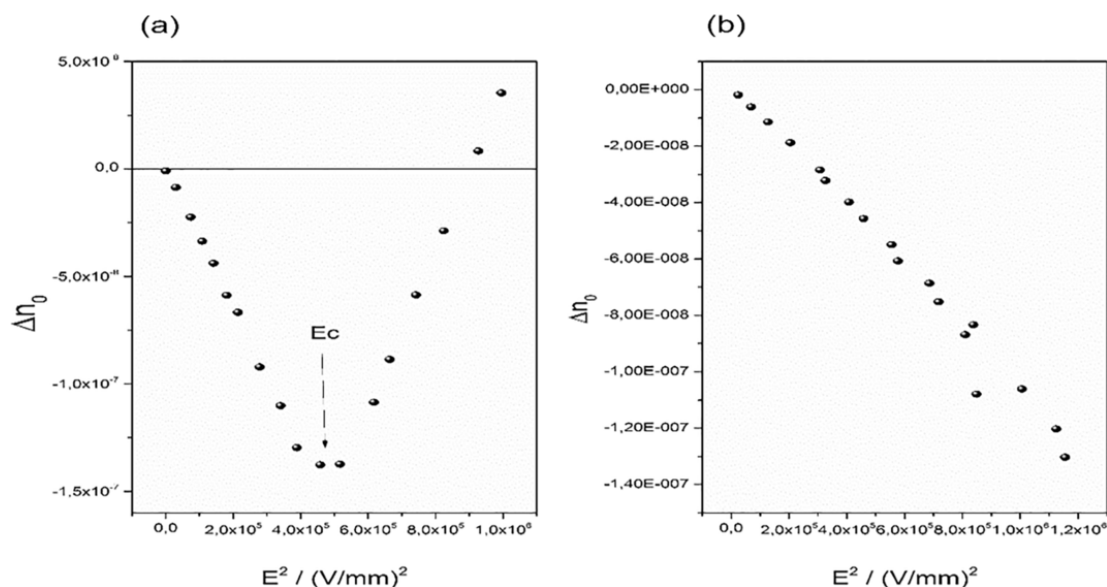 (a)
5,0x10⁻⁸
0,0
-5,0x10⁻⁸
-1,0x10⁻⁷
-1,5x10⁻⁷
Δn₀
Ec
0,0 2,0x10⁵ 4,0x10⁵ 6,0x10⁵ 8,0x10⁵ 1,0x10⁶
E² / (V/mm)²
(b)
0,00E+000
-2,00E-008
-4,00E-008
-6,00E-008
-8,00E-008
-1,00E-007
-1,20E-007
-1,40E-007
Δn₀
0,0 2,0x10⁵ 4,0x10⁵ 6,0x10⁵ 8,0x10⁵ 1,0x10⁶ 1,2x10⁶
E² / (V/mm)²